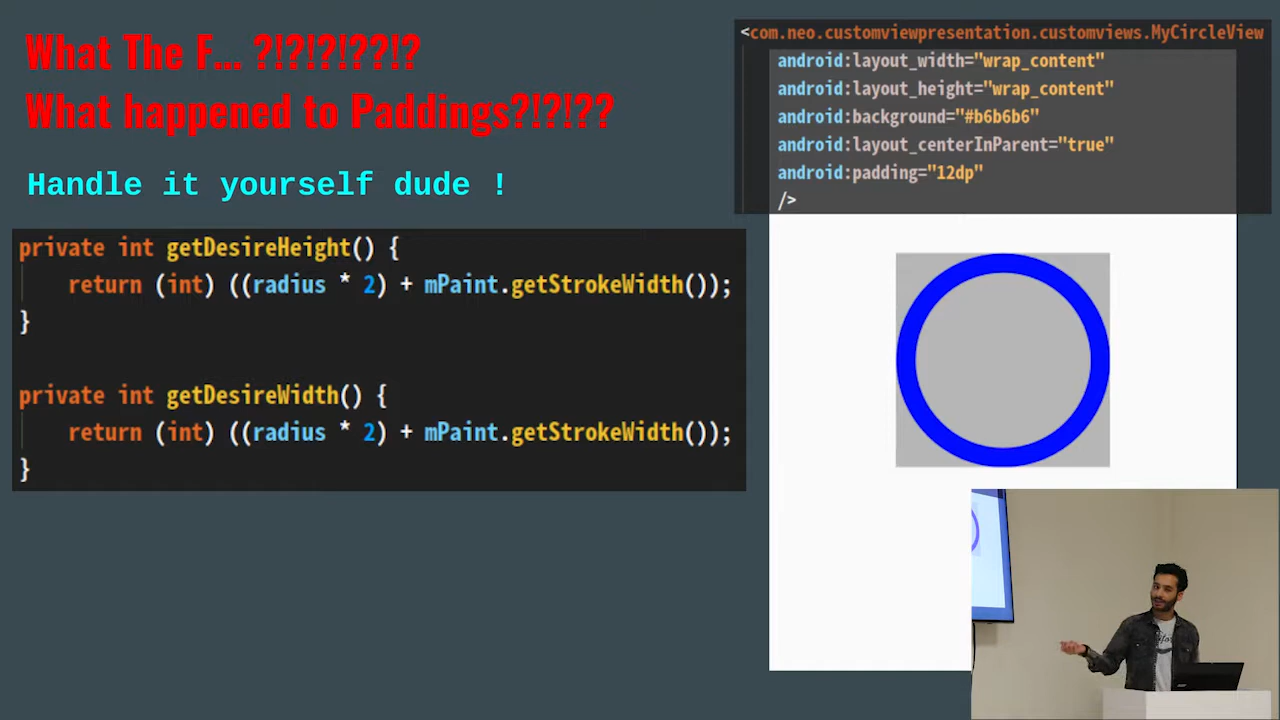 What The F... ?!?!?!??!?
What happened to Paddings?!?!??
Handle it yourself dude !
private int getDesireHeight() {
return (int) ((radius * 2) + mPaint.getStrokeWidth());
}
private int getDesireWidth() {
return (int) ((radius * 2) + mPaint.getStrokeWidth());
}
<com.neo.customviewpresentation.customviews.MyCircleView
android:layout_width="wrap_content"
android:layout_height="wrap_content"
android:background="#b6b6b6"
android:layout_centerInParent="true"
android:padding="12dp"
/>